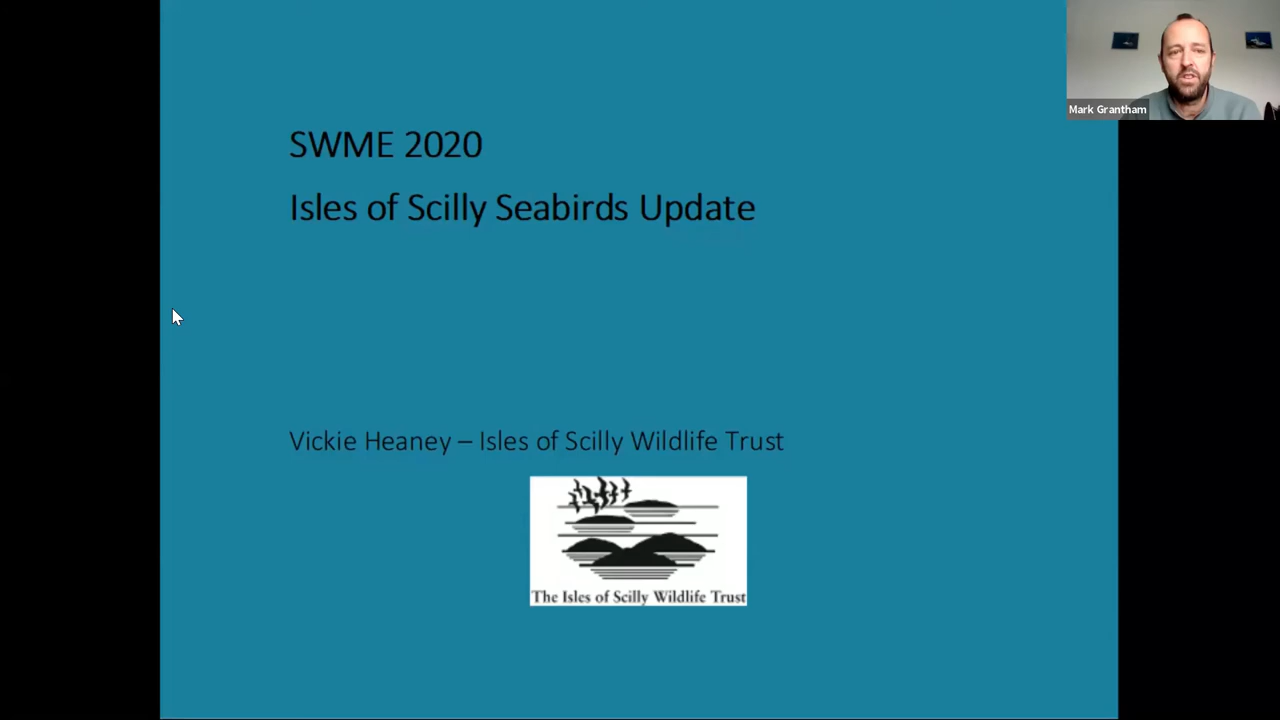 SWME 2020
Isles of Scilly Seabirds Update
Vickie Heaney – Isles of Scilly Wildlife Trust
The Isles of Scilly Wildlife Trust
Mark Grantham